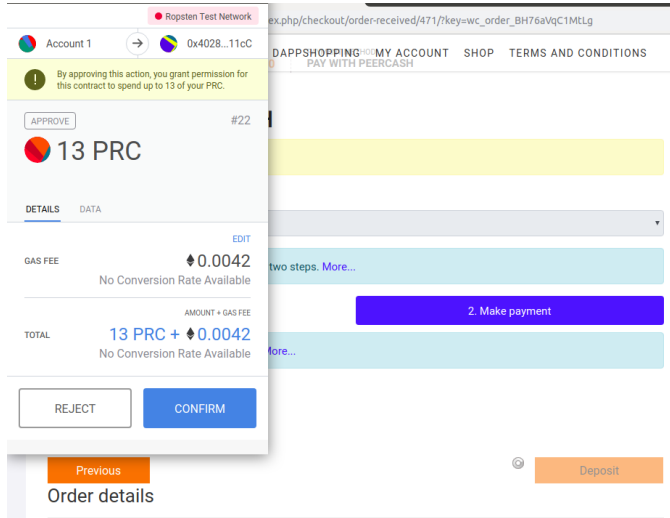 Ropsten Test Network
ex.php/checkout/order-received/471/?key=wc_order_BH76aVqC1MtLg
Account 1
0x4028...11cC
DAPPSHOPPING MY ACCOUNT SHOP TERMS AND CONDITIONS
PAY WITH PEERCASH
By approving this action, you grant permission for
this contract to spend up to 13 of your PRC.
APPROVE
#22
13 PRC
DETAILS DATA
EDIT
GAS FEE
0.0042
No Conversion Rate Available
two steps. More...
AMOUNT + GAS FEE
2. Make payment
TOTAL
13 PRC + 0.0042
No Conversion Rate Available
More...
REJECT
CONFIRM
Previous
Deposit
Order details